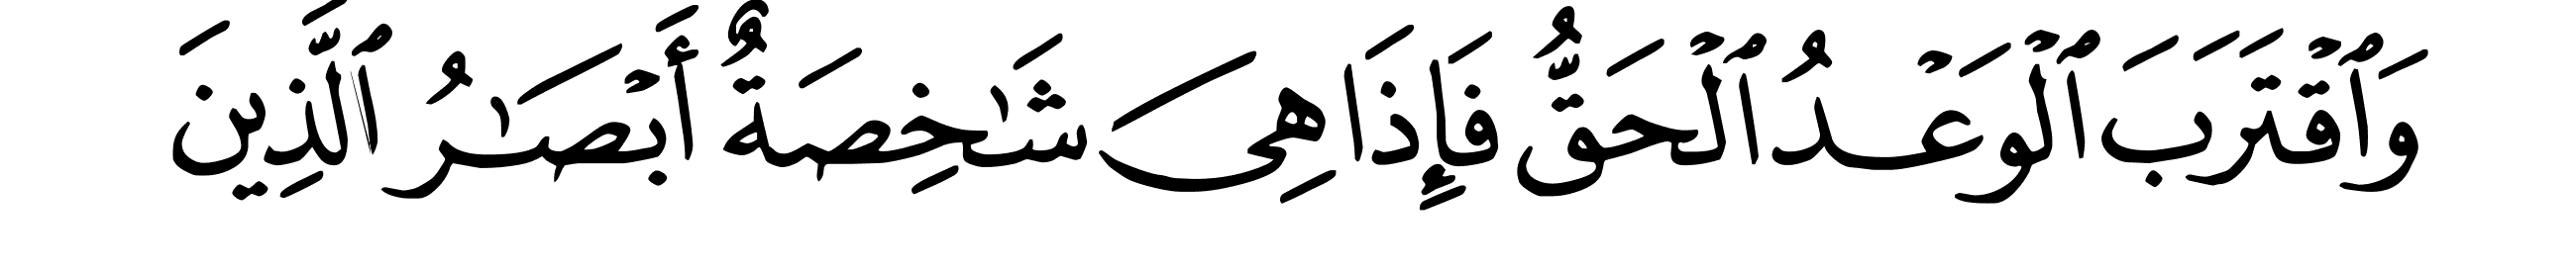 وَٱقْتَرَبَ ٱلْوَعْدُ ٱلْحَقُّ فَإِذَا هِىَ شَـٰخِصَةٌ أَبْصَـٰرُ ٱلَّذِينَ